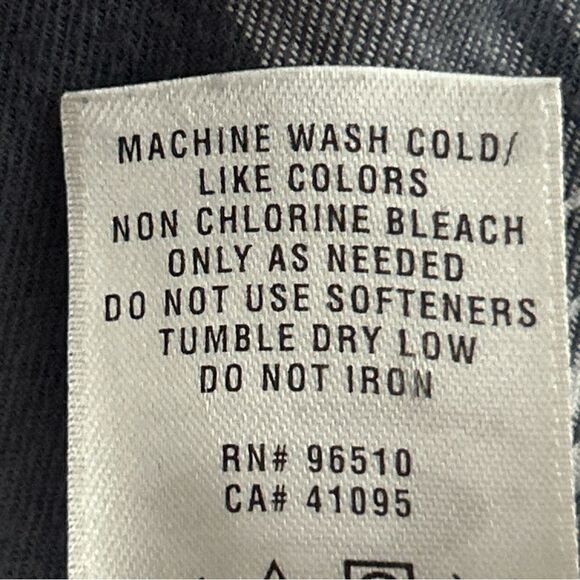 MACHINE WASH COLD/
LIKE COLORS
NON CHLORINE BLEACH
ONLY AS NEEDED
DO NOT USE SOFTENERS
TUMBLE DRY LOW
DO NOT IRON
RN# 96510
CA# 41095